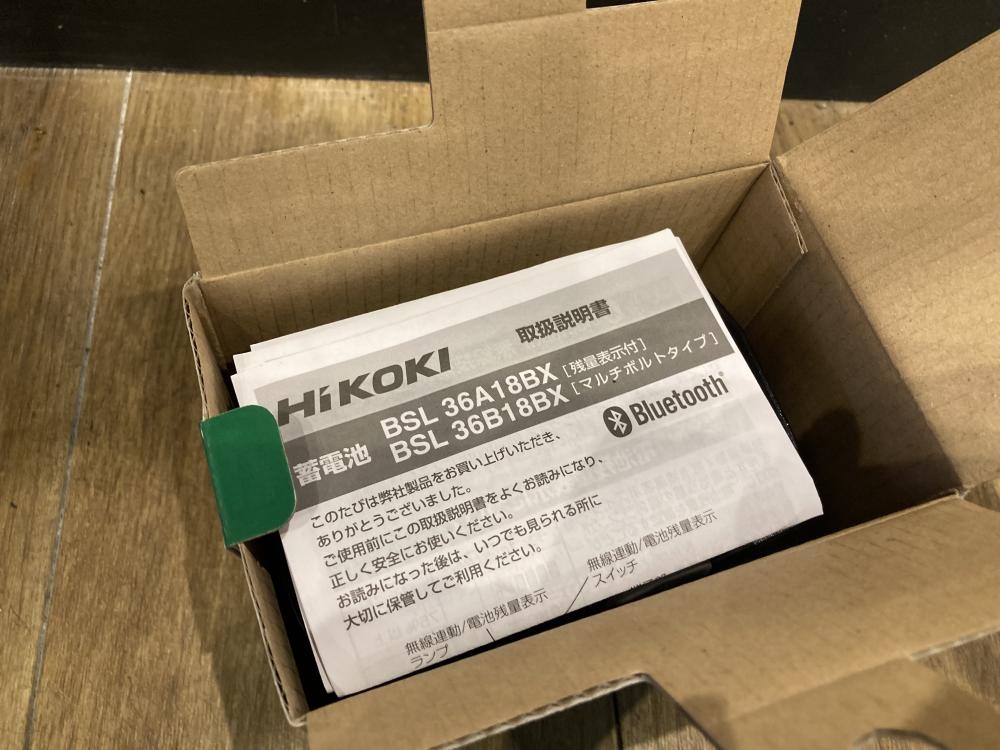 HiKOKI 取扱説明書
蓄電池
BSL 36A18BX [残量表示付]
BSL 36B18BX [マルチボルトタイプ]
Bluetooth®
このたびは弊社製品をお買い上げいただき、
ありがとうございました。
ご使用前にこの取扱説明書をよくお読みになり、
正しく安全にお使いください。
お読みになった後は、いつでも見られる所に
大切に保管してご利用ください。
無線連動/電池残量表示
スイッチ
無線連動/電池残量表示
ランプ